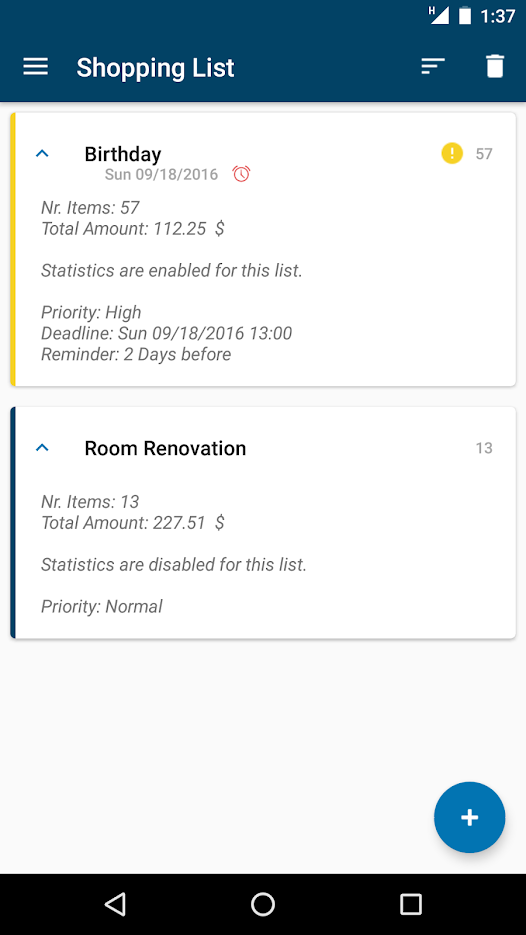 H 1:37
Shopping List
Birthday ! 57
Sun 09/18/2016
Nr. Items: 57
Total Amount: 112.25 $
Statistics are enabled for this list.
Priority: High
Deadline: Sun 09/18/2016 13:00
Reminder: 2 Days before
Room Renovation 13
Nr. Items: 13
Total Amount: 227.51 $
Statistics are disabled for this list.
Priority: Normal
+